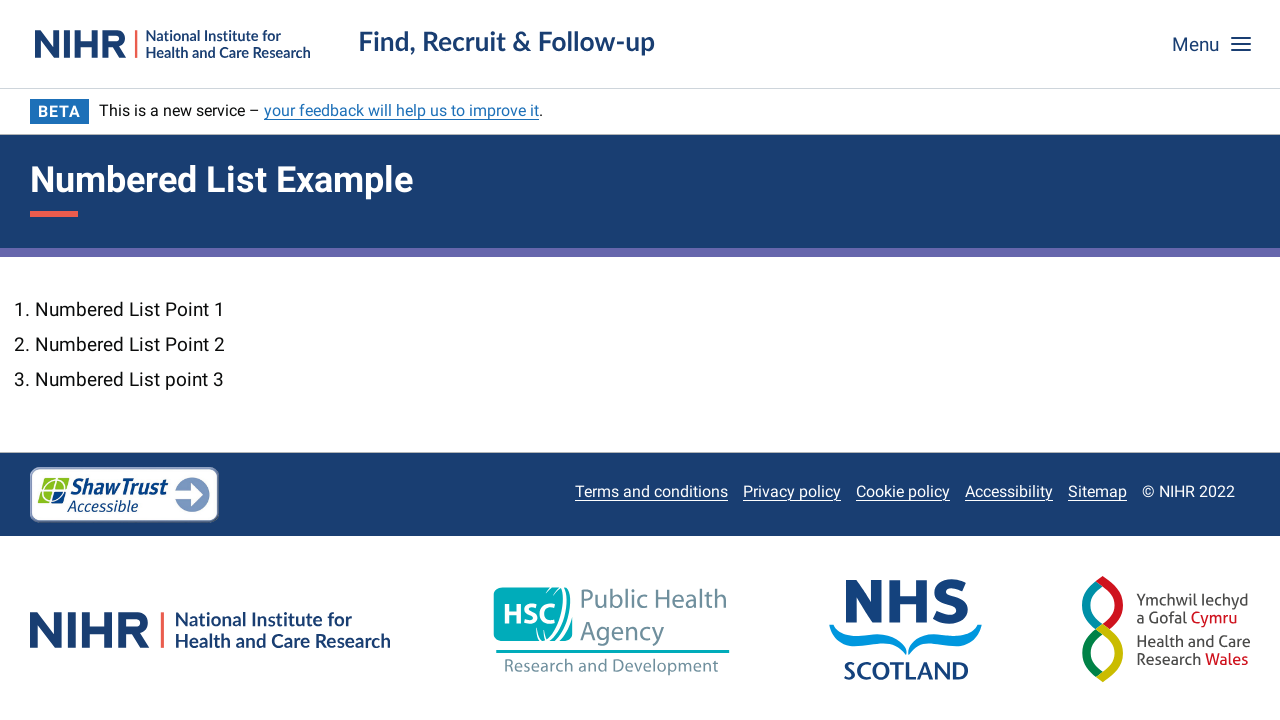 NIHR | National Institute for
Health and Care Research
Find, Recruit & Follow-up
Menu
BETA This is a new service – your feedback will help us to improve it.
Numbered List Example
1. Numbered List Point 1
2. Numbered List Point 2
3. Numbered List point 3
ShawTrust
Accessible
Terms and conditions Privacy policy Cookie policy Accessibility Sitemap © NIHR 2022
NIHR | National Institute for
Health and Care Research
HSC Public Health
Agency
Research and Development
NHS
SCOTLAND
Ymchwil Iechyd
a Gofal Cymru
Health and Care
Research Wales